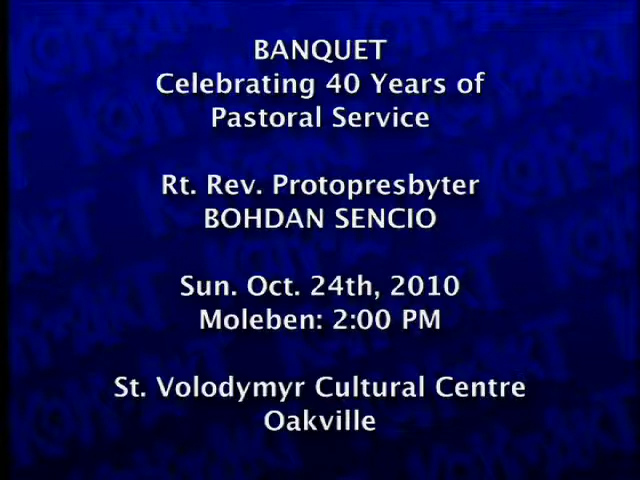 BANQUET
Celebrating 40 Years of
Pastoral Service
Rt. Rev. Protopresbyter
BOHDAN SENCIO
Sun. Oct. 24th, 2010
Moleben: 2:00 PM
St. Volodymyr Cultural Centre
Oakville